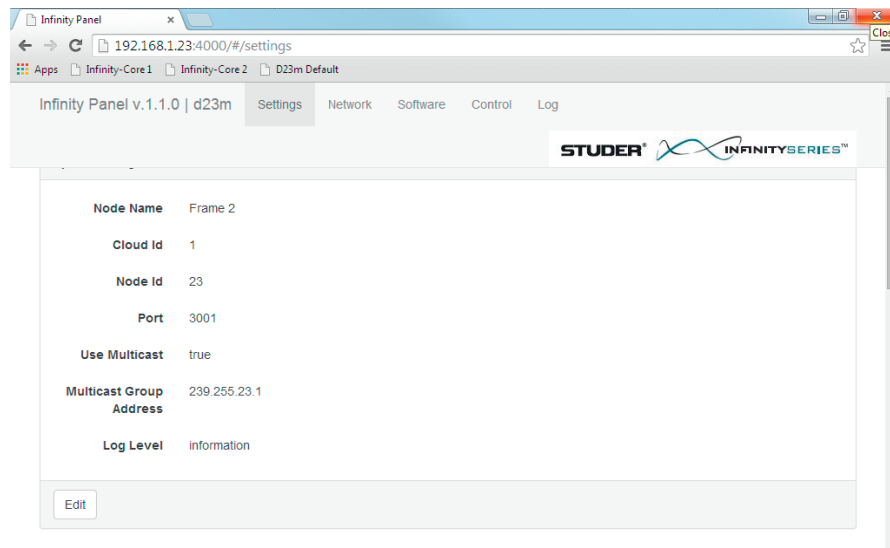 Infinity Panel
192.168.1.23:4000/#/settings
Clos
Apps Infinity-Core 1 Infinity-Core 2 D23m Default
Infinity Panel v.1.1.0 | d23m Settings Network Software Control Log
STUDER® INFINITYSERIES™
Node Name Frame 2
Cloud Id 1
Node Id 23
Port 3001
Use Multicast true
Multicast Group 239.255.23.1
Address
Log Level information
Edit